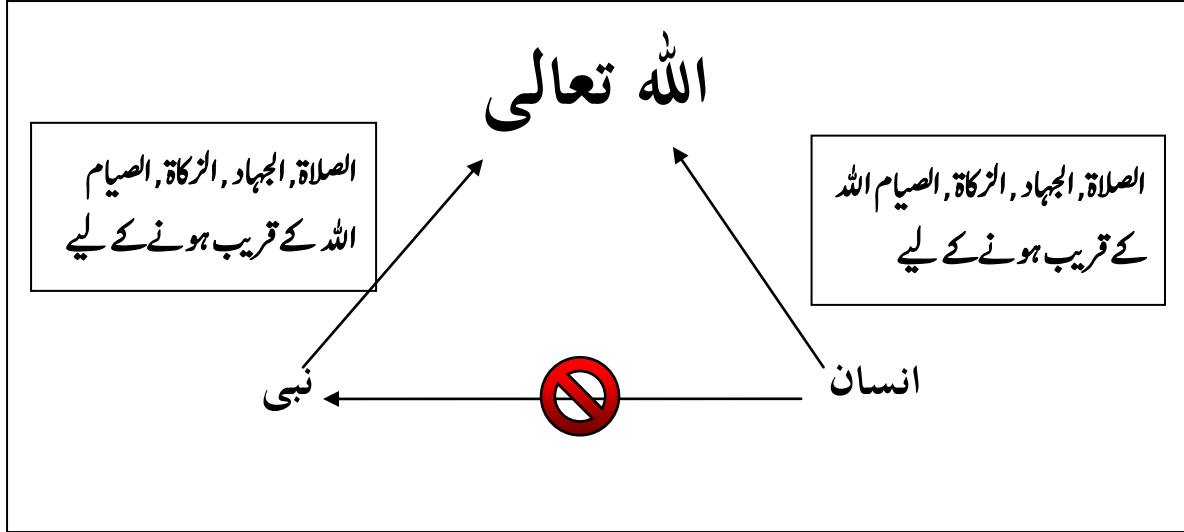 اللہ تعالی
الصلاۃ, الجہاد , الزکاۃ, الصیام اللہ
کے قریب ہونے کے لیے
الصلاۃ, الجہاد , الزکاۃ, الصیام
اللہ کے قریب ہونے کے لیے
انسان
نبی